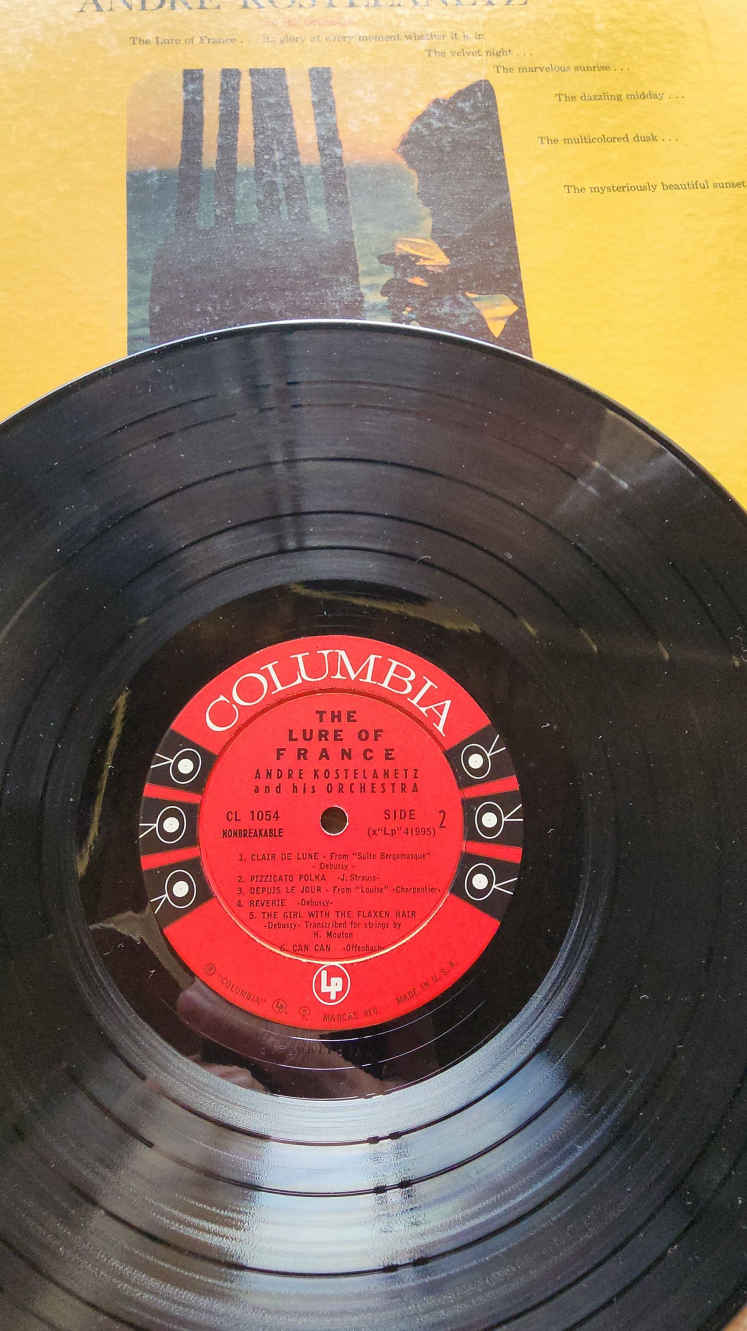 ANDRE KOSTELANETZ
The Lure of France . . . its glory at every moment whether it is in
The velvet night . . .
The marvelous sunrise . . .
The dazzling midday . . .
The multicolored dusk . . .
The mysteriously beautiful sunset
COLUMBIA
THE
LURE OF
FRANCE
ANDRE KOSTELANETZ
and his ORCHESTRA
CL 1054
NONBREAKABLE
SIDE 2
(x"Lp" 41995)
1. CLAIR DE LUNE - From "Suite Bergamasque"
- Debussy -
2. PIZZICATO POLKA -J. Strauss-
3. DEPUIS LE JOUR - From "Louise" -Charpentier-
4. REVERIE -Debussy-
5. THE GIRL WITH THE FLAXEN HAIR
-Debussy- Transcribed for strings by
H. Mouton
6. CAN CAN -Offenbach-
Lp
"COLUMBIA" Lp MARCAS REG. MADE IN U. S. A.